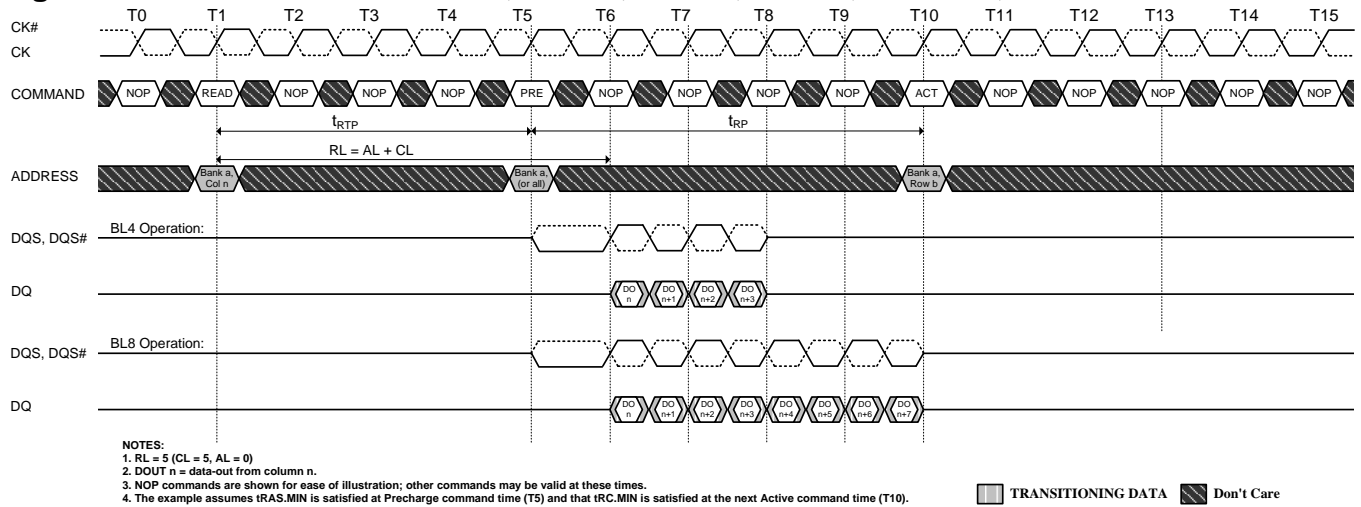 T0 T1 T2 T3 T4 T5 T6 T7 T8 T9 T10 T11 T12 T13 T14 T15
CK#
CK
COMMAND NOP READ NOP NOP NOP PRE NOP NOP NOP NOP ACT NOP NOP NOP NOP NOP
tRTP tRP
RL = AL + CL
ADDRESS
Bank a, Bank a, Bank a,
Col n (or all) Row b
BL4 Operation:
DQS, DQS#
DQ
DO DO DO DO
n n+1 n+2 n+3
BL8 Operation:
DQS, DQS#
DQ
DO DO DO DO DO DO DO DO
n n+1 n+2 n+3 n+4 n+5 n+6 n+7
NOTES:
1. RL = 5 (CL = 5, AL = 0)
2. DOUT n = data-out from column n.
3. NOP commands are shown for ease of illustration; other commands may be valid at these times.
4. The example assumes tRAS.MIN is satisfied at Precharge command time (T5) and that tRC.MIN is satisfied at the next Active command time (T10).
TRANSITIONING DATA Don't Care